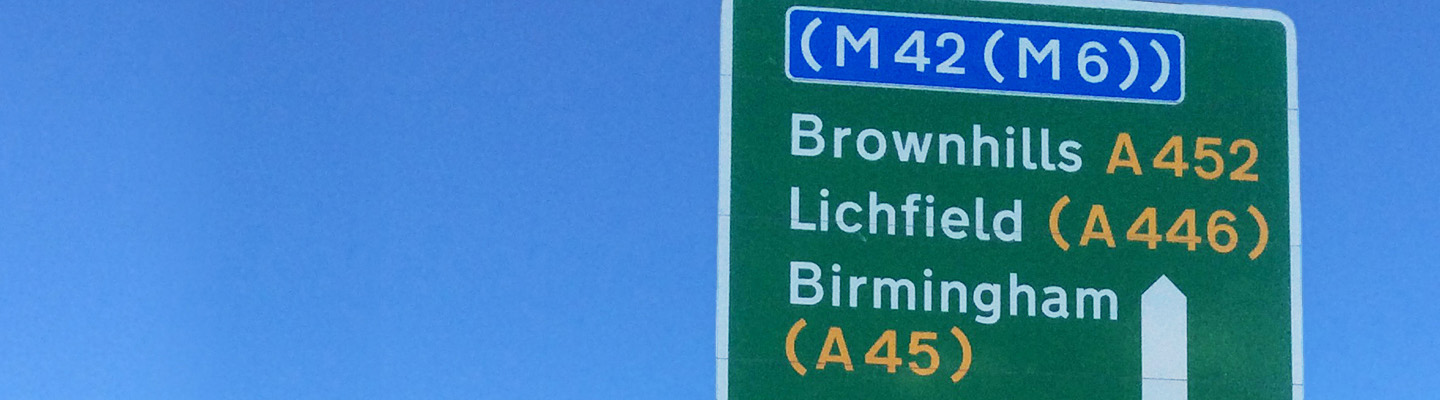 (M42(M6))
Brownhills A452
Lichfield (A446)
Birmingham
(A45)